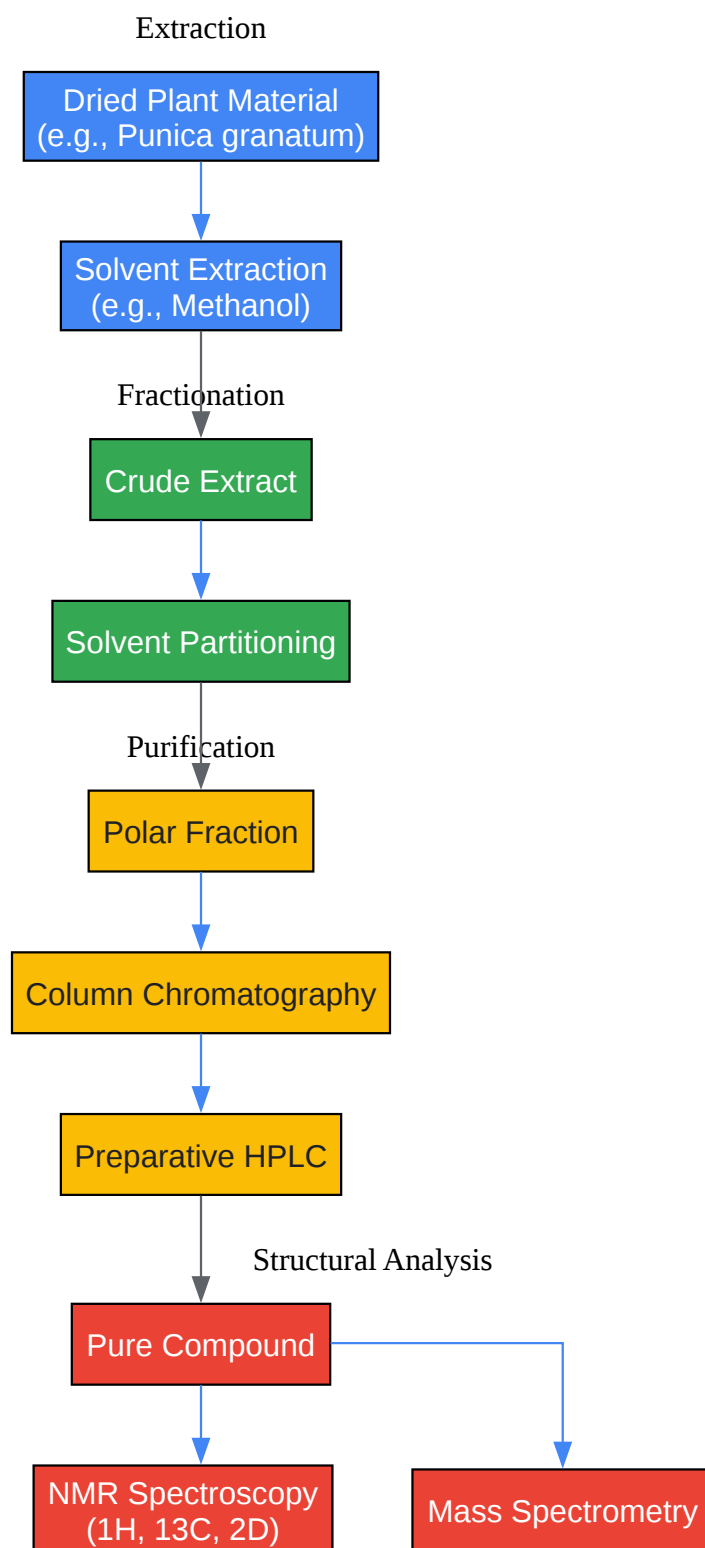 Extraction
Dried Plant Material
(e.g., Punica granatum)
Solvent Extraction
(e.g., Methanol)
Fractionation
Crude Extract
Solvent Partitioning
Purification
Polar Fraction
Column Chromatography
Preparative HPLC
Structural Analysis
Pure Compound
NMR Spectroscopy
(1H, 13C, 2D)
Mass Spectrometry